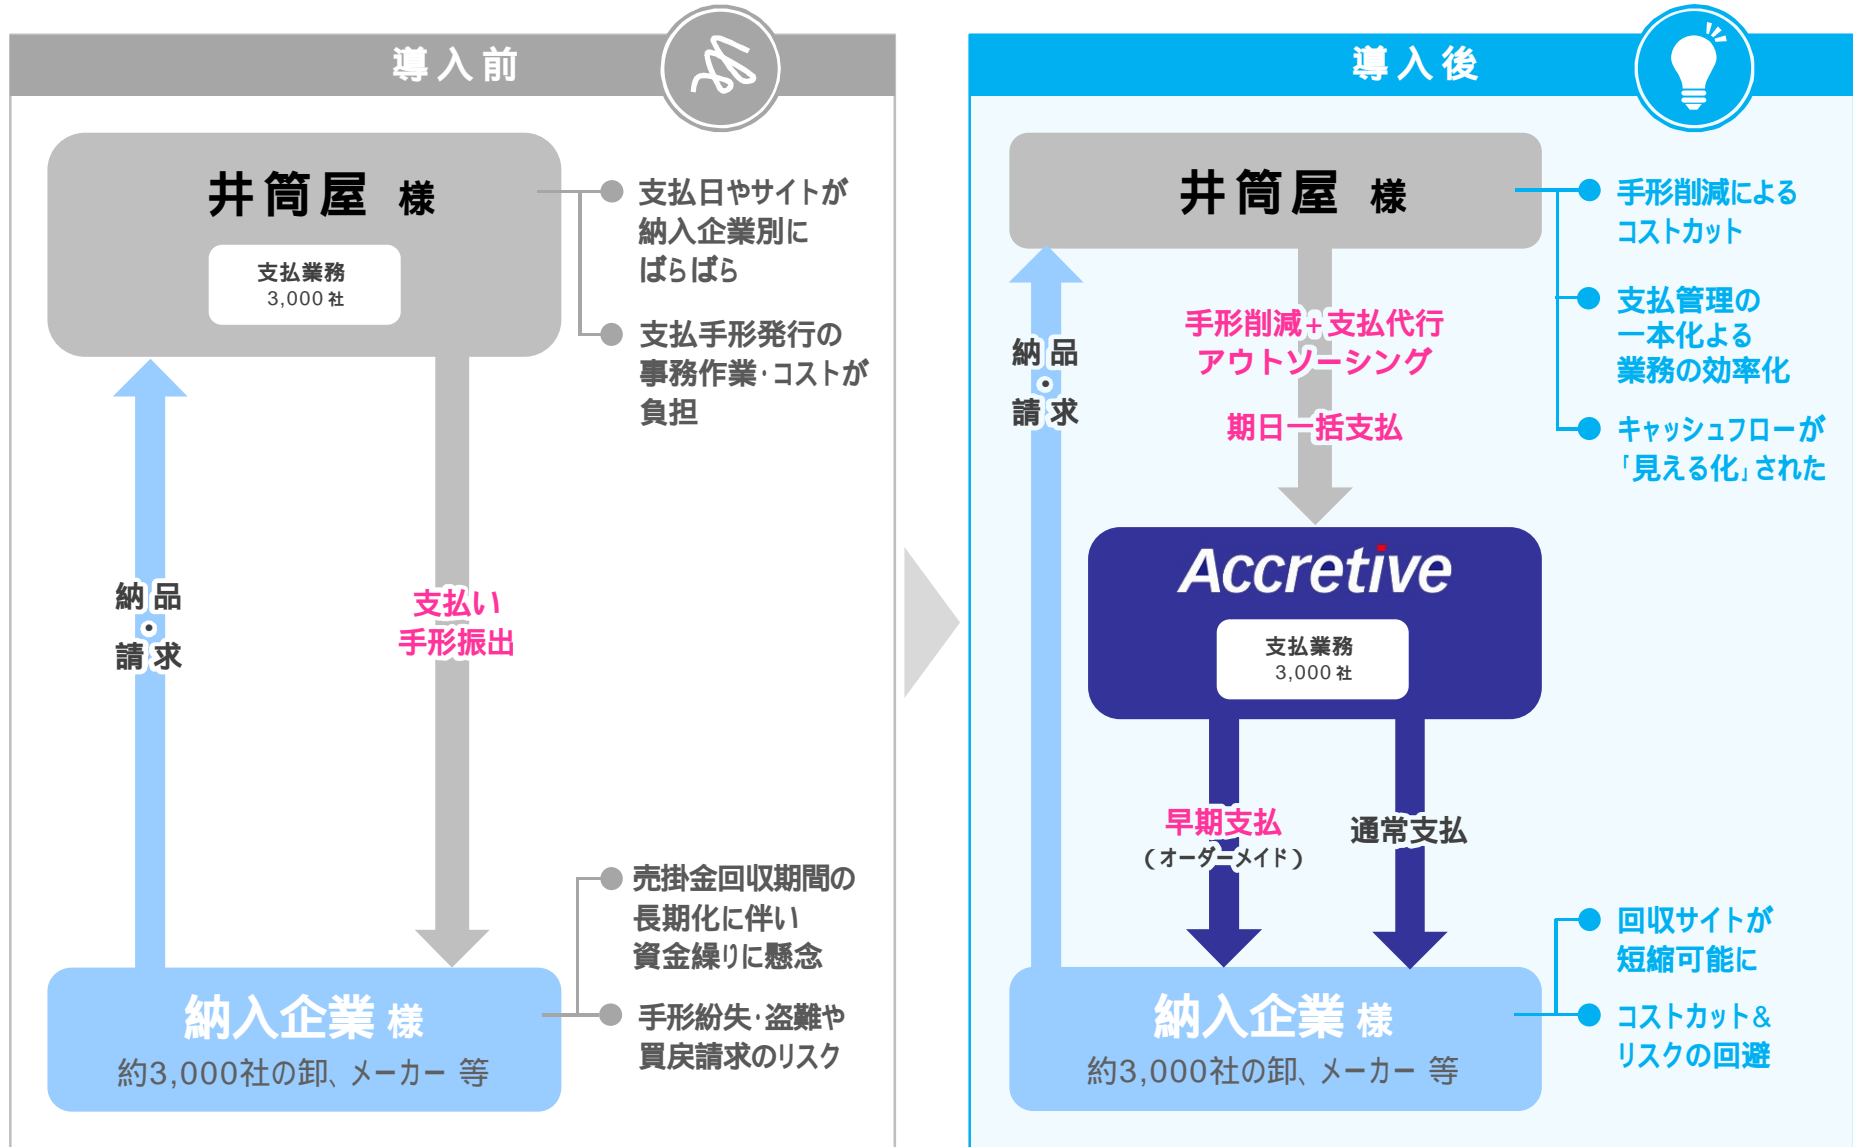 導入前
井筒屋 様
支払業務
3,000 社
支払日やサイトが
納入企業別に
ばらばら
支払手形発行の
事務作業・コストが
負担
納品
・
請求
支払い
手形振出
売掛金回収期間の
長期化に伴い
資金繰りに懸念
手形紛失・盗難や
買戻請求のリスク
納入企業 様
約3,000社の卸、メーカー 等
導入後
井筒屋 様
手形削減による
コストカット
支払管理の
一本化よる
業務の効率化
キャッシュフローが
「見える化」された
納品
・
請求
手形削減+支払代行
アウトソーシング
期日一括支払
Accretive
支払業務
3,000 社
早期支払
(オーダーメイド)
通常支払
回収サイトが
短縮可能に
コストカット&
リスクの回避
納入企業 様
約3,000社の卸、メーカー 等